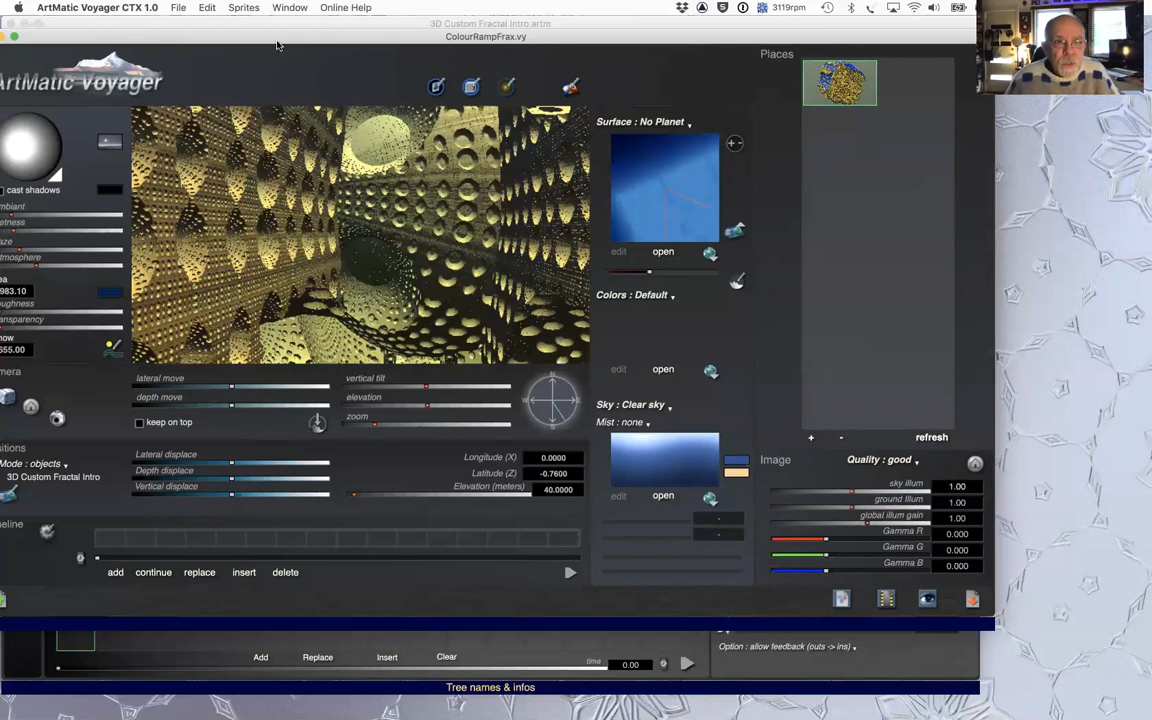 ArtMatic Voyager CTX 1.0 File Edit Sprites Window Online Help 3119rpm
3D Custom Fractal Intro.artm
ColourRampFrax.vy
ArtMatic Voyager
Places
Surface : No Planet
cast shadows
edit open
Colors : Default
983.10
ansparency
555.00
edit open
lateral move vertical tilt
depth move elevation
keep on top zoom
Sky : Clear sky
Mist : none
+ - refresh
Mode : objects
3D Custom Fractal Intro
Lateral displace Longitude (X) 0.0000
Depth displace Latitude (Z) -0.7600
Vertical displace Elevation (meters) 40.0000
edit open
Image Quality : good
sky illum 1.00
ground Illum 1.00
global illum gain 1.00
Gamma R 0.000
Gamma G 0.000
Gamma B 0.000
add continue replace insert delete
Add Replace Insert Clear time 0.00
Option : allow feedback (outs -> ins)
Tree names & infos